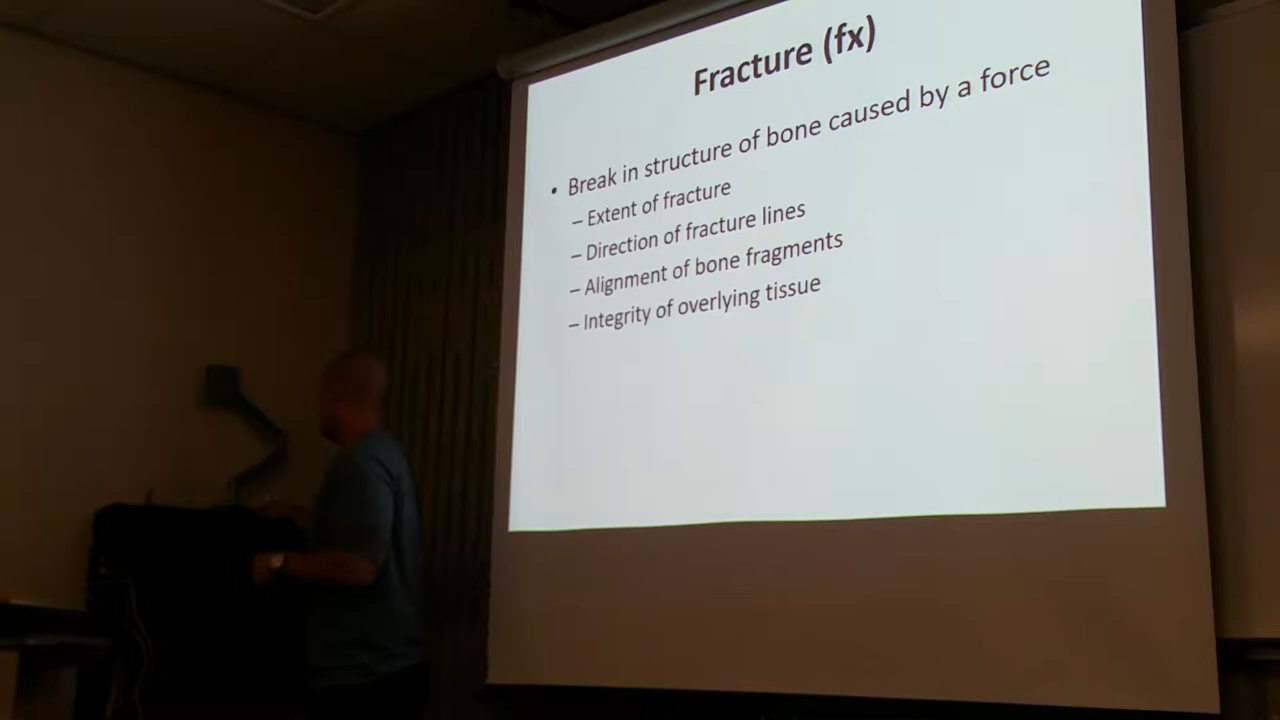 Fracture (fx)
• Break in structure of bone caused by a force
– Extent of fracture
– Direction of fracture lines
– Alignment of bone fragments
– Integrity of overlying tissue